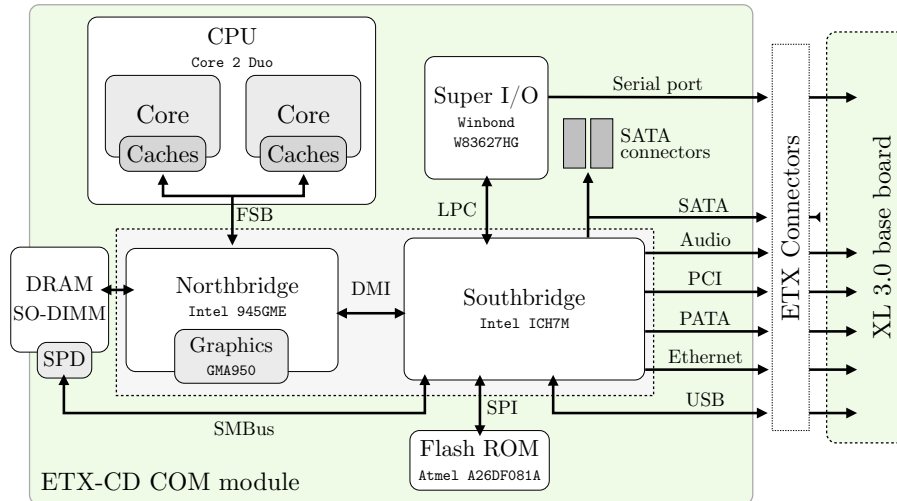 CPU
Core 2 Duo
Core
Core
Caches
Caches
FSB
Super I/O
Winbond
W83627HG
Serial port
SATA
connectors
LPC
SATA
DRAM
SO-DIMM
SPD
Northbridge
Intel 945GME
Graphics
GMA950
DMI
Southbridge
Intel ICH7M
Audio
PCI
PATA
Ethernet
USB
SMBus
SPI
Flash ROM
Atmel A26DF081A
ETX-CD COM module
ETX Connectors
XL 3.0 base board